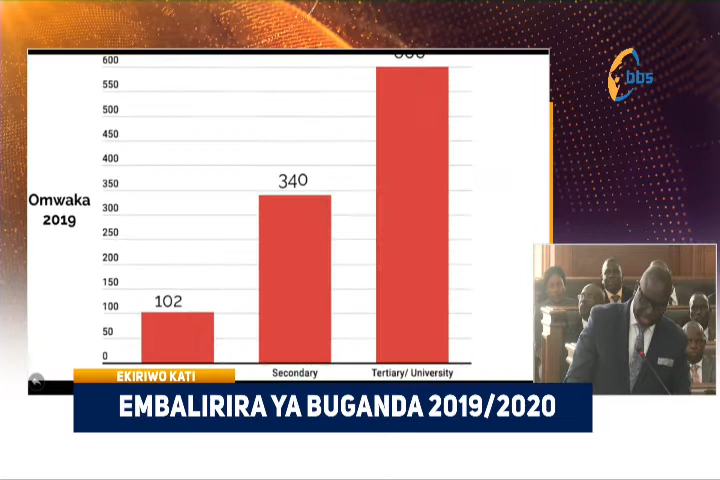 600
550
500
450
400
350
300
250
200
150
100
50
0
Omwaka
2019
102
340
Secondary
Tertiary/ University
bbs
EKIRIWO KATI
EMBALIRIRA YA BUGANDA 2019/2020